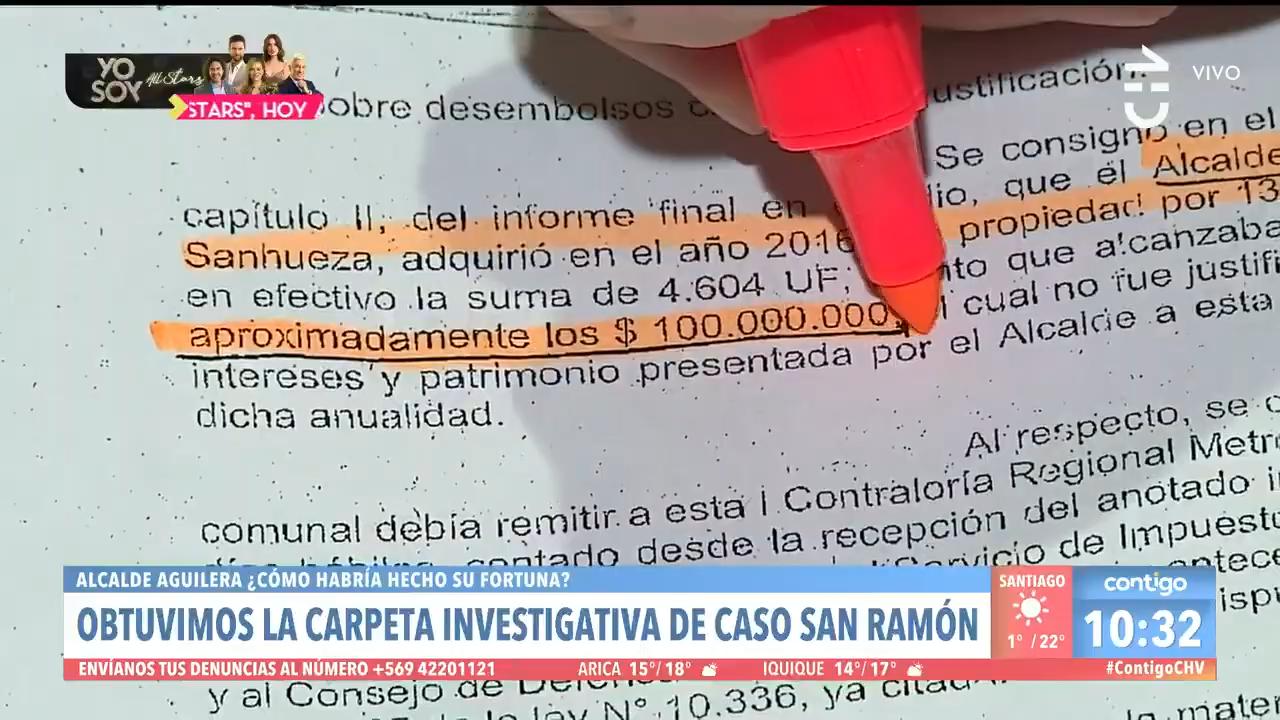 YO SOY All Stars
STARS", HOY
CHV
VIVO
sobre desembolsos
justificación.
Se consignó en el
capítulo II, del informe final en que el Alcalde
Sanhueza, adquirió en el año 2016 propiedad por 13
en efectivo la suma de 4.604 UF; que alcanzaba
aproximadamente los $ 100.000.000, cual no fue justifi
intereses y patrimonio presentada por el Alcalde a esta
dicha anualidad.
Al respecto, se
comunal debía remitir a esta I Contraloría Regional Metr
contado desde la recepción del anotado
Servicio de Impuest
ALCALDE AGUILERA ¿CÓMO HABRÍA HECHO SU FORTUNA?
OBTUVIMOS LA CARPETA INVESTIGATIVA DE CASO SAN RAMÓN
SANTIAGO
1° / 22°
contigo
10:32
ENVÍANOS TUS DENUNCIAS AL NÚMERO +569 42201121 ARICA 15°/18° IQUIQUE 14°/17°
#ContigoCHV
y al Consejo de
ley N° 10.336, ya